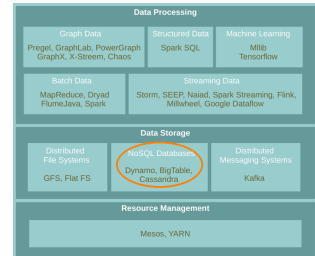 Data Processing
Graph Data
Pregel, GraphLab, PowerGraph
GraphX, X-Streem, Chaos
Structured Data
Spark SQL
Machine Learning
Mllib
Tensorflow
Batch Data
MapReduce, Dryad
FlumeJava, Spark
Streaming Data
Storm, SEEP, Naiad, Spark Streaming, Flink,
Millwheel, Google Dataflow
Data Storage
Distributed
File Systems
GFS, Flat FS
NoSQL Databases
Dynamo, BigTable,
Cassandra
Distributed
Messaging Systems
Kafka
Resource Management
Mesos, YARN